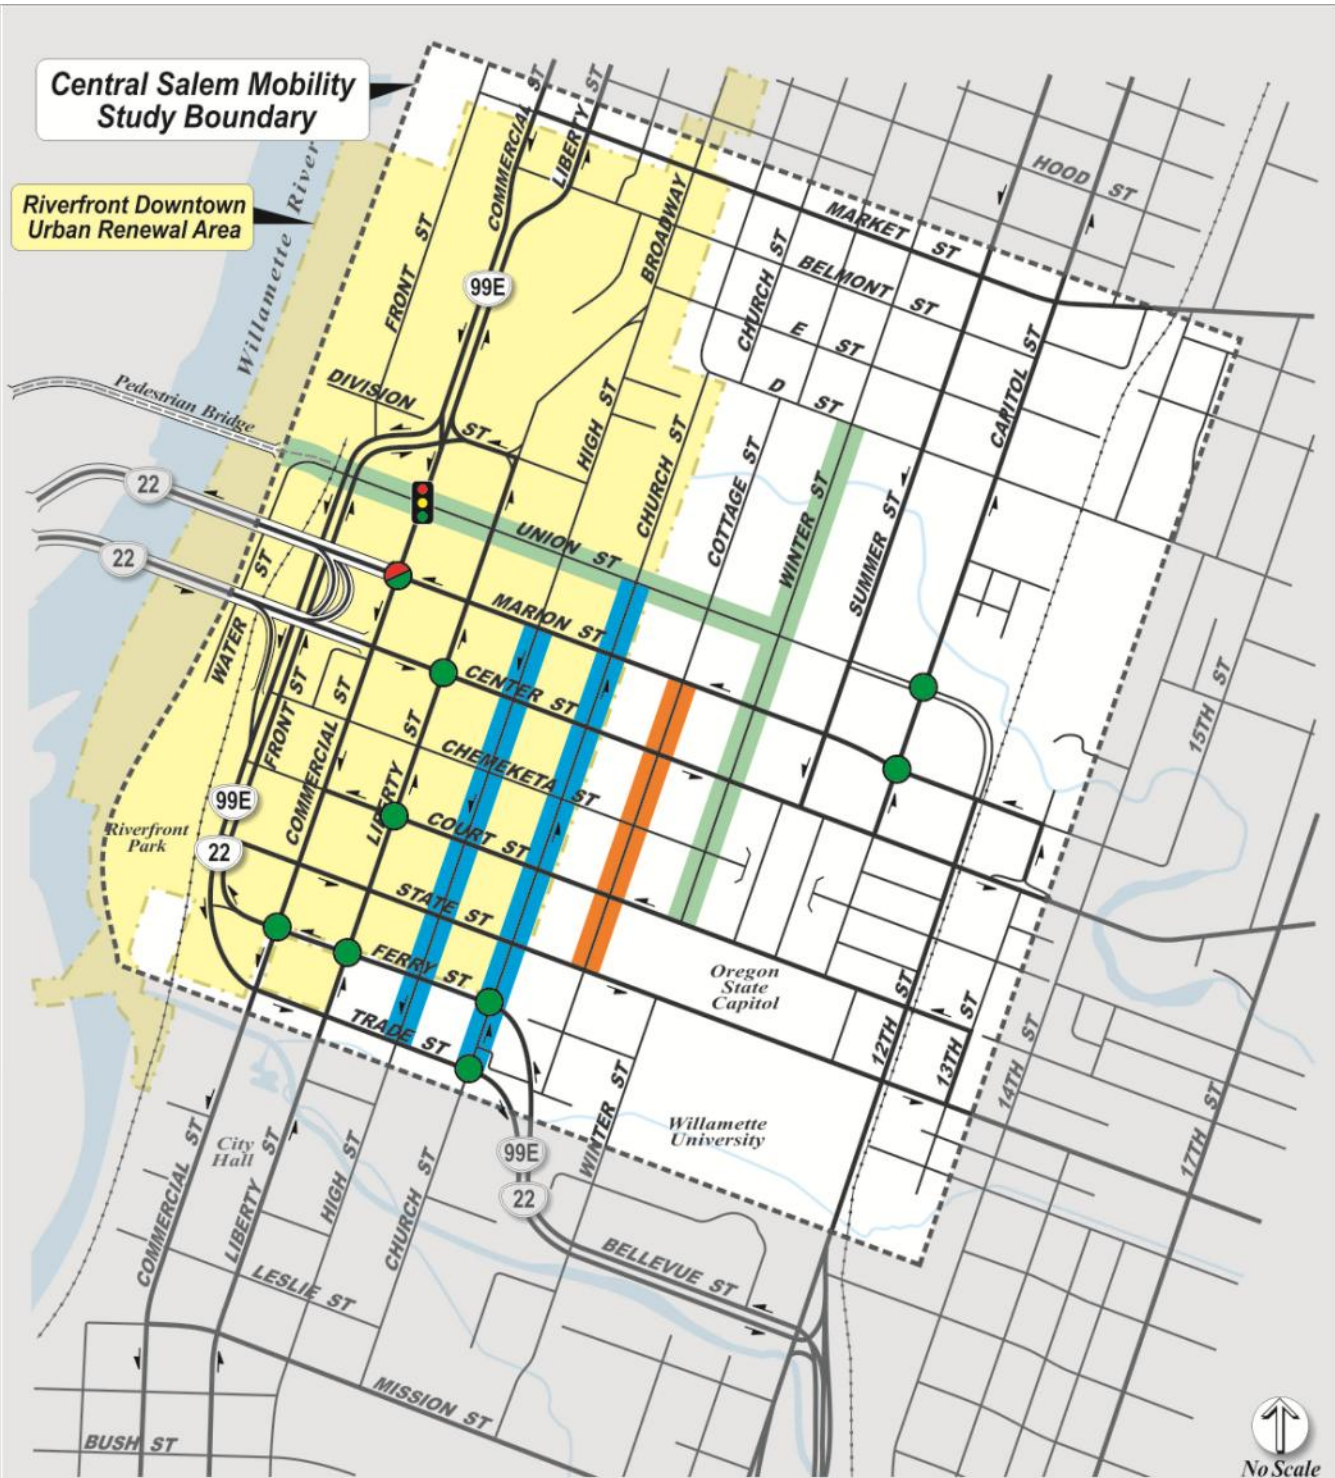 Central Salem Mobility
Study Boundary
Riverfront Downtown
Urban Renewal Area
Willamette River
Pedestrian Bridge
COMMERCIAL ST
LIBERTY ST
FRONT ST
BROADWAY
99E
HOOD ST
MARKET ST
BELMONT ST
CHURCH ST
E ST
D ST
CAPITOL ST
DIVISION ST
HIGH ST
CHURCH ST
COTTAGE ST
WINTER ST
SUMMER ST
22
22
UNION ST
MARION ST
WATER ST
CENTER ST
FRONT ST
COMMERCIAL ST
LIBERTY ST
CHEMEKETA ST
15TH ST
99E
22
Riverfront
Park
COURT ST
STATE ST
FERRY ST
TRADE ST
Oregon
State
Capitol
12TH ST
13TH ST
14TH ST
17TH ST
Willamette
University
WINTER ST
99E
22
City
Hall
COMMERCIAL ST
LIBERTY ST
HIGH ST
CHURCH ST
LESLIE ST
BELLEVUE ST
MISSION ST
BUSH ST
No Scale